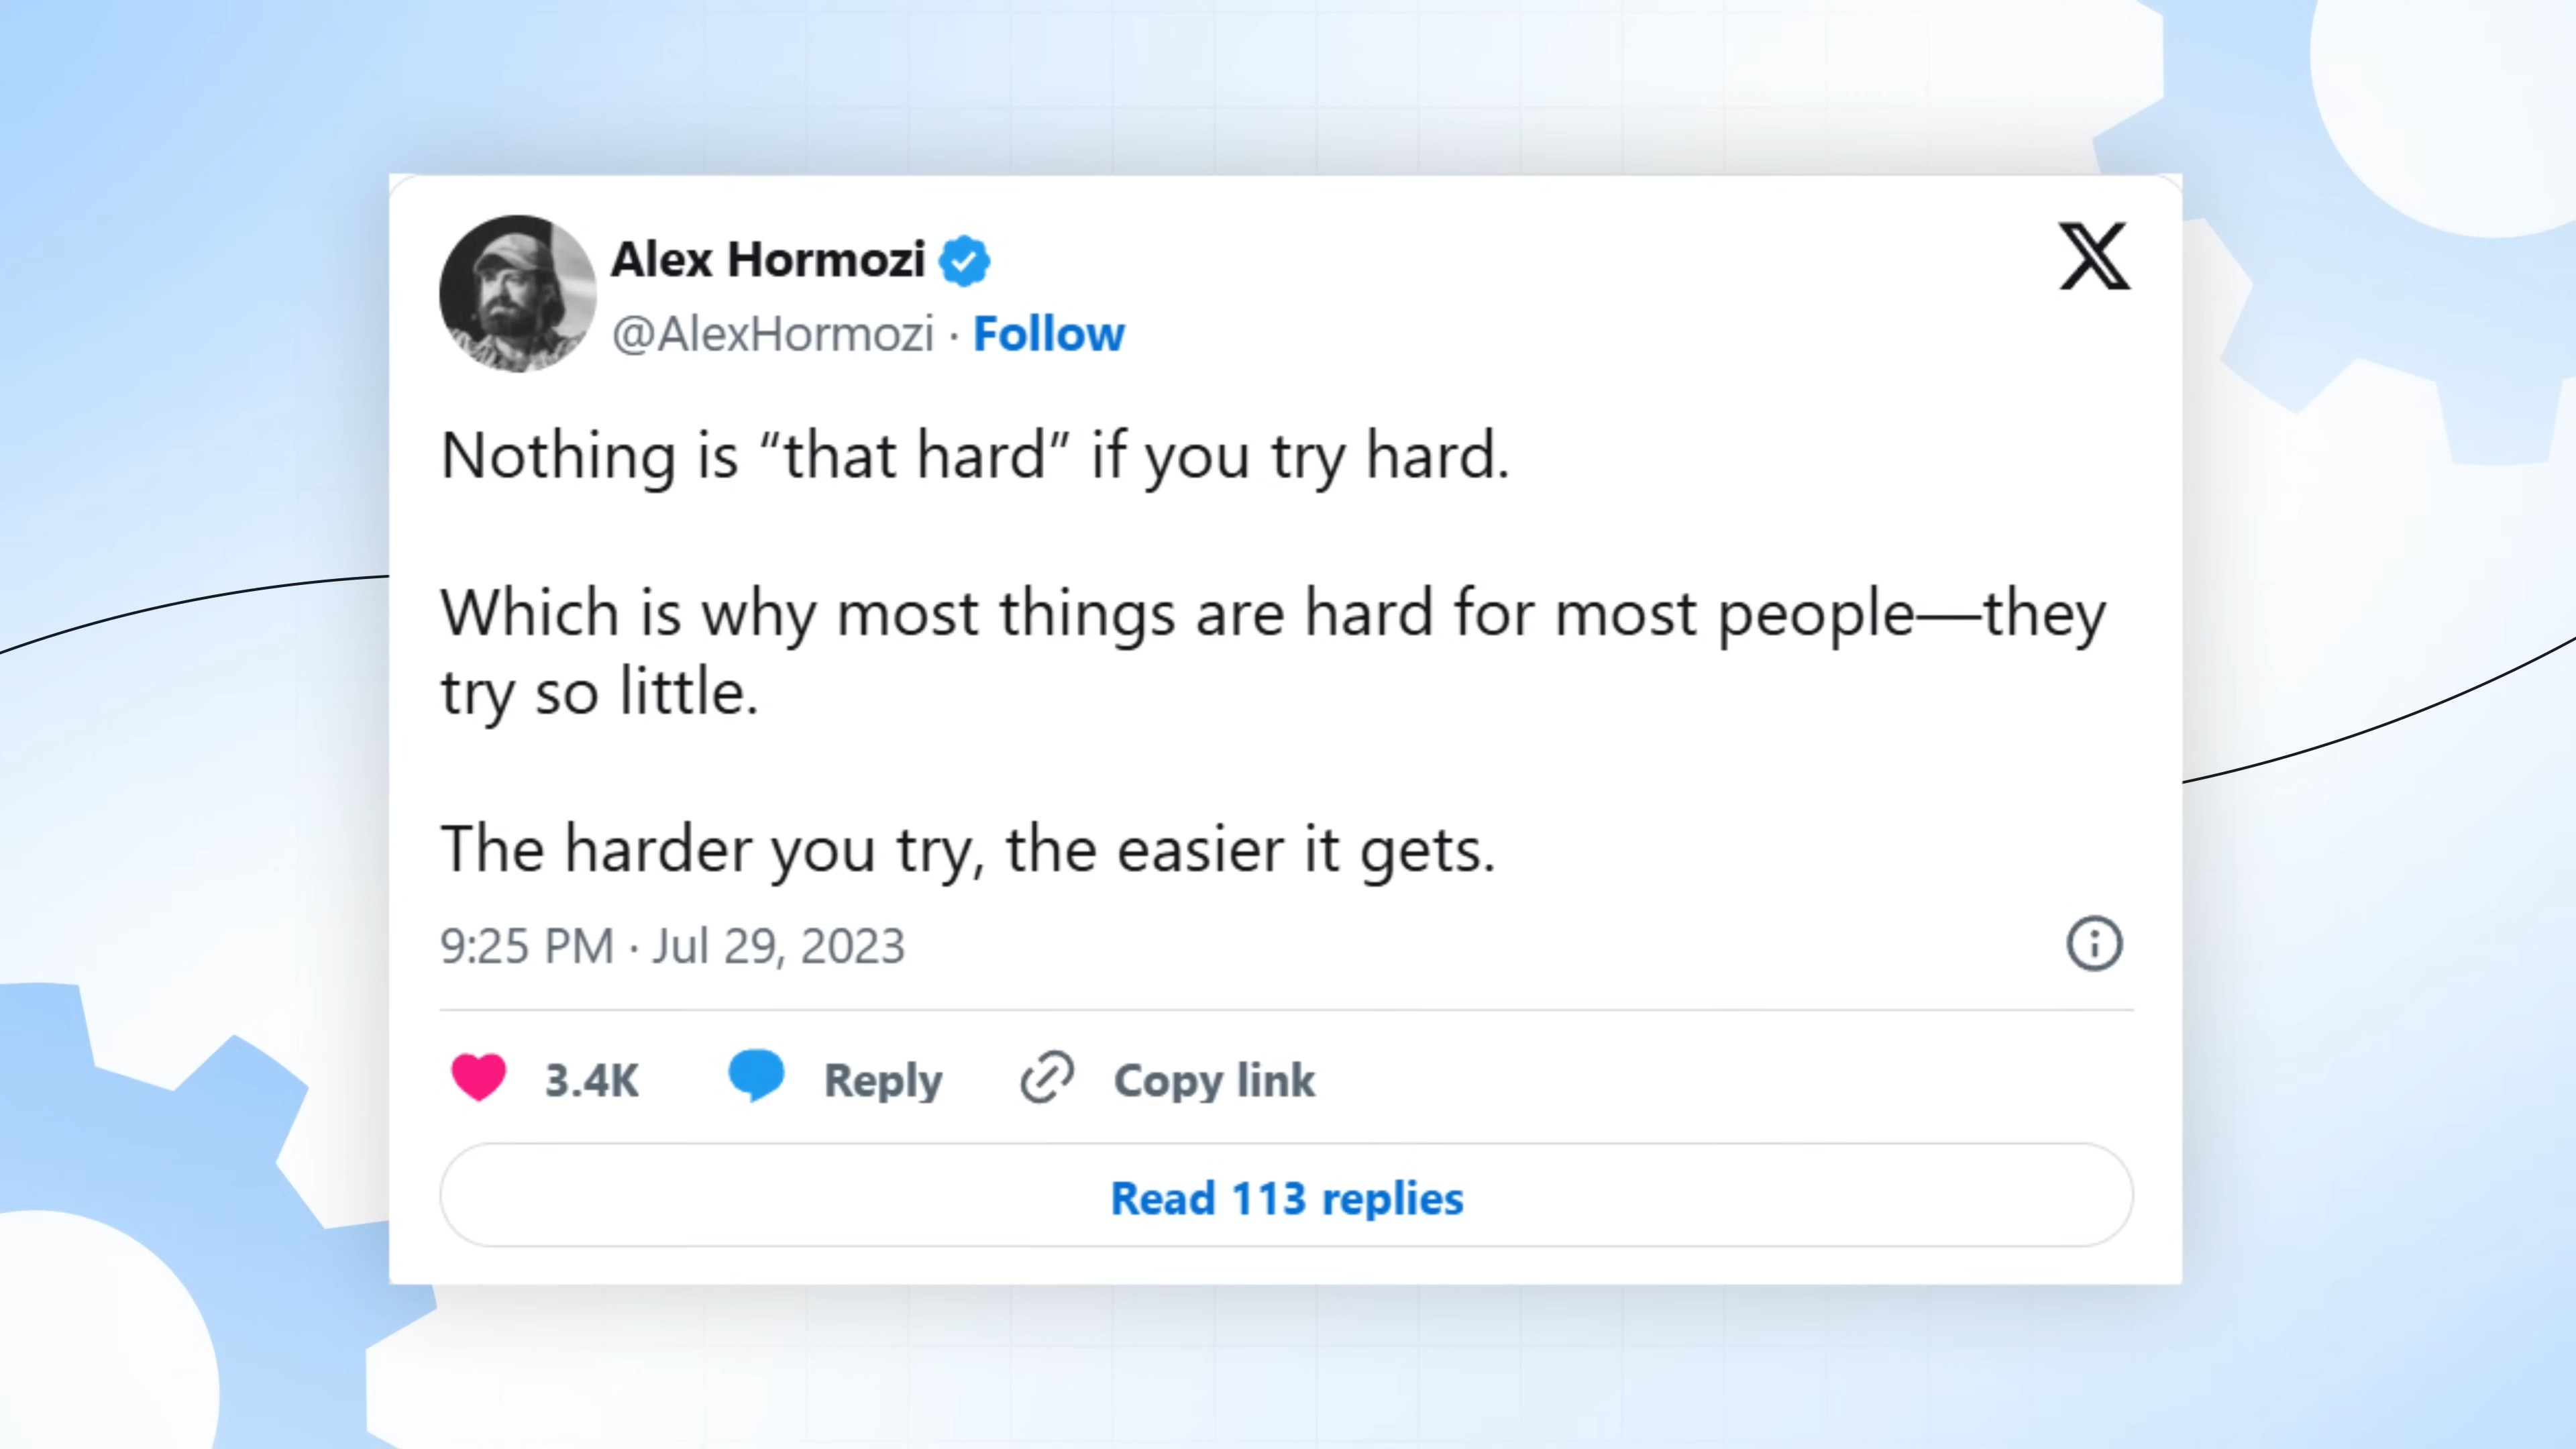 Alex Hormozi
@AlexHormozi · Follow
Nothing is “that hard” if you try hard.
Which is why most things are hard for most people—they
try so little.
The harder you try, the easier it gets.
9:25 PM · Jul 29, 2023
3.4K Reply Copy link
Read 113 replies